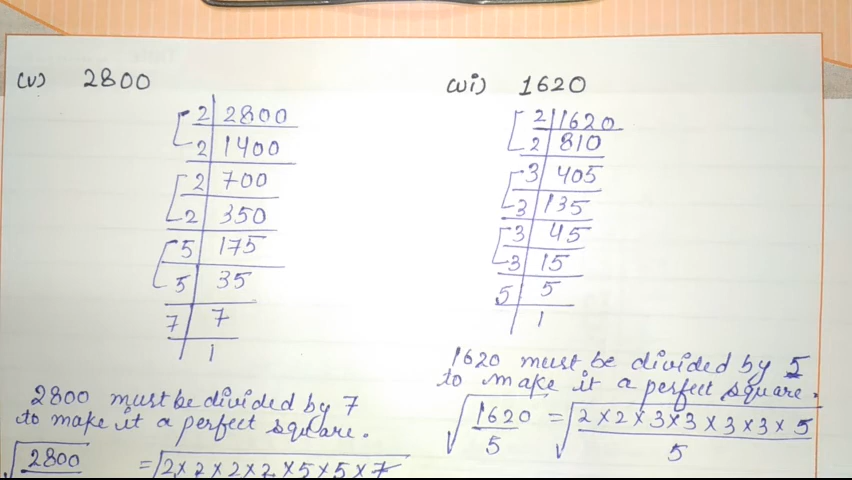 (v) 2800
2 | 2800
2 | 1400
2 | 700
2 | 350
5 | 175
5 | 35
7 | 7
1
2800 must be divided by 7
to make it a perfect square.
√2800 = √2×2×2×2×5×5×7
(vi) 1620
2 | 1620
2 | 810
3 | 405
3 | 135
3 | 45
3 | 15
5 | 5
1
1620 must be divided by 5
to make it a perfect square.
√1620/5 = √2×2×3×3×3×3×5/5